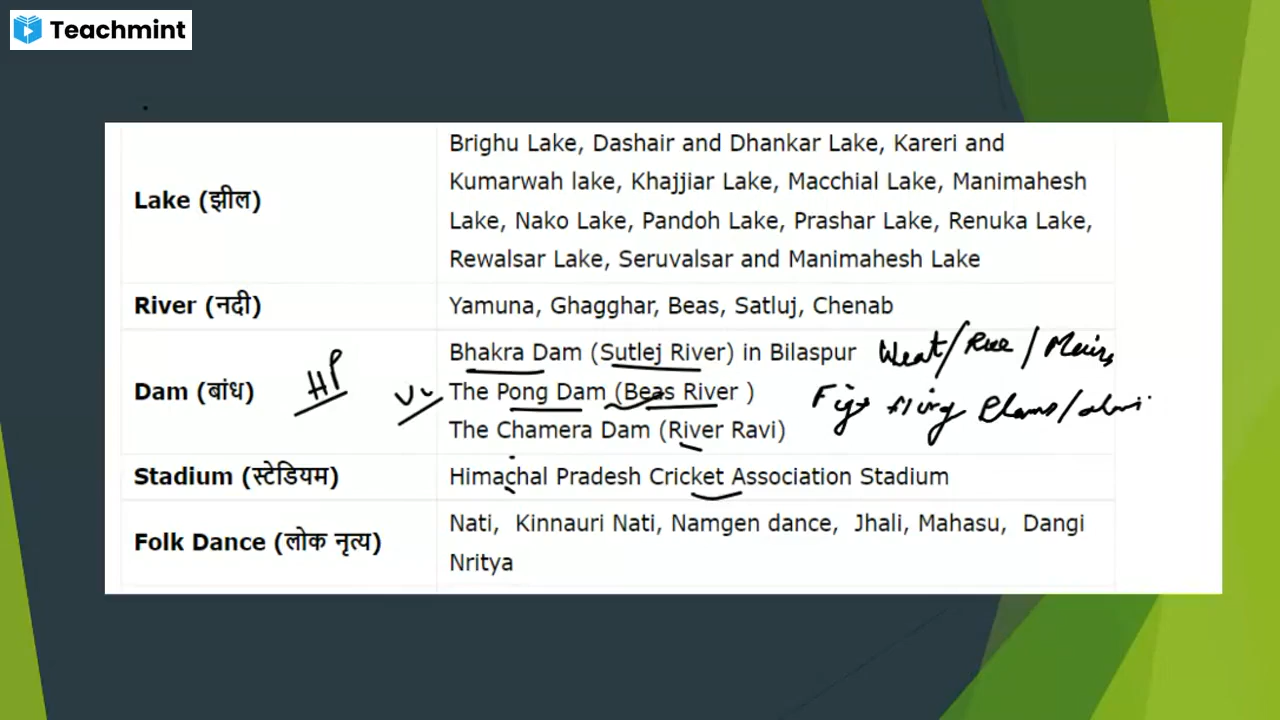 Teachmint
Brighu Lake, Dashair and Dhankar Lake, Kareri and
Kumarwah lake, Khajjiar Lake, Macchial Lake, Manimahesh
Lake (झील)
Lake, Nako Lake, Pandoh Lake, Prashar Lake, Renuka Lake,
Rewalsar Lake, Seruvalsar and Manimahesh Lake
River (नदी) Yamuna, Ghagghar, Beas, Satluj, Chenab
Bhakra Dam (Sutlej River) in Bilaspur Weat/Rice/
Dam (बांध) HP The Pong Dam (Beas River )
The Chamera Dam (River Ravi)
Stadium (स्टेडियम) Himachal Pradesh Cricket Association Stadium
Nati, Kinnauri Nati, Namgen dance, Jhali, Mahasu, Dangi
Folk Dance (लोक नृत्य)
Nritya